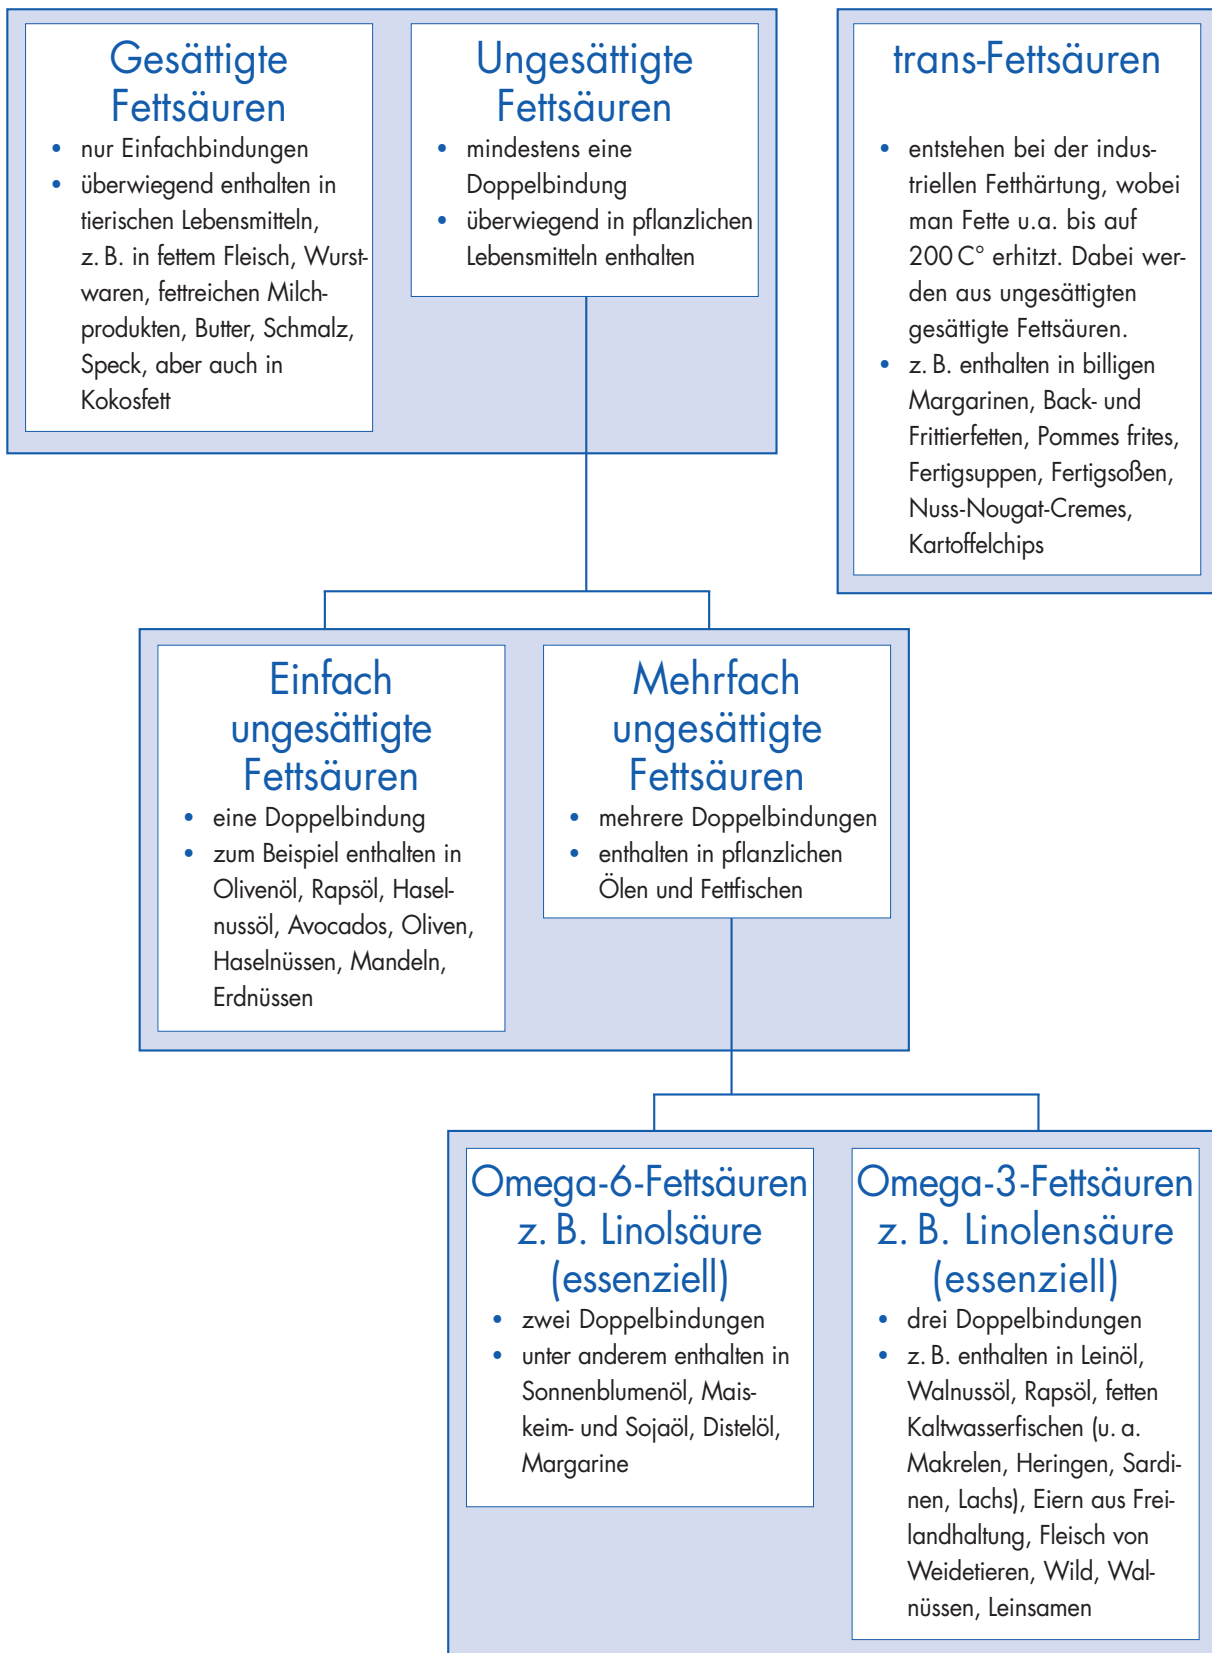 Gesättigte
Fettsäuren
• nur Einfachbindungen
• überwiegend enthalten in
tierischen Lebensmitteln,
z. B. in fettem Fleisch, Wurst-
waren, fettreichen Milch-
produkten, Butter, Schmalz,
Speck, aber auch in
Kokosfett
Ungesättigte
Fettsäuren
• mindestens eine
Doppelbindung
• überwiegend in pflanzlichen
Lebensmitteln enthalten
trans-Fettsäuren
• entstehen bei der indus-
triellen Fetthärtung, wobei
man Fette u.a. bis auf
200 C° erhitzt. Dabei wer-
den aus ungesättigten
gesättigte Fettsäuren.
• z. B. enthalten in billigen
Margarinen, Back- und
Frittierfetten, Pommes frites,
Fertigsuppen, Fertigsoßen,
Nuss-Nougat-Cremes,
Kartoffelchips
Einfach
ungesättigte
Fettsäuren
• eine Doppelbindung
• zum Beispiel enthalten in
Olivenöl, Rapsöl, Hasel-
nussöl, Avocados, Oliven,
Haselnüssen, Mandeln,
Erdnüssen
Mehrfach
ungesättigte
Fettsäuren
• mehrere Doppelbindungen
• enthalten in pflanzlichen
Ölen und Fettfischen
Omega-6-Fettsäuren
z. B. Linolsäure
(essenziell)
• zwei Doppelbindungen
• unter anderem enthalten in
Sonnenblumenöl, Mais-
keim- und Sojaöl, Distelöl,
Margarine
Omega-3-Fettsäuren
z. B. Linolensäure
(essenziell)
• drei Doppelbindungen
• z. B. enthalten in Leinöl,
Walnussöl, Rapsöl, fetten
Kaltwasserfischen (u. a.
Makrelen, Heringen, Sardi-
nen, Lachs), Eiern aus Frei-
landhaltung, Fleisch von
Weidetieren, Wild, Wal-
nüssen, Leinsamen